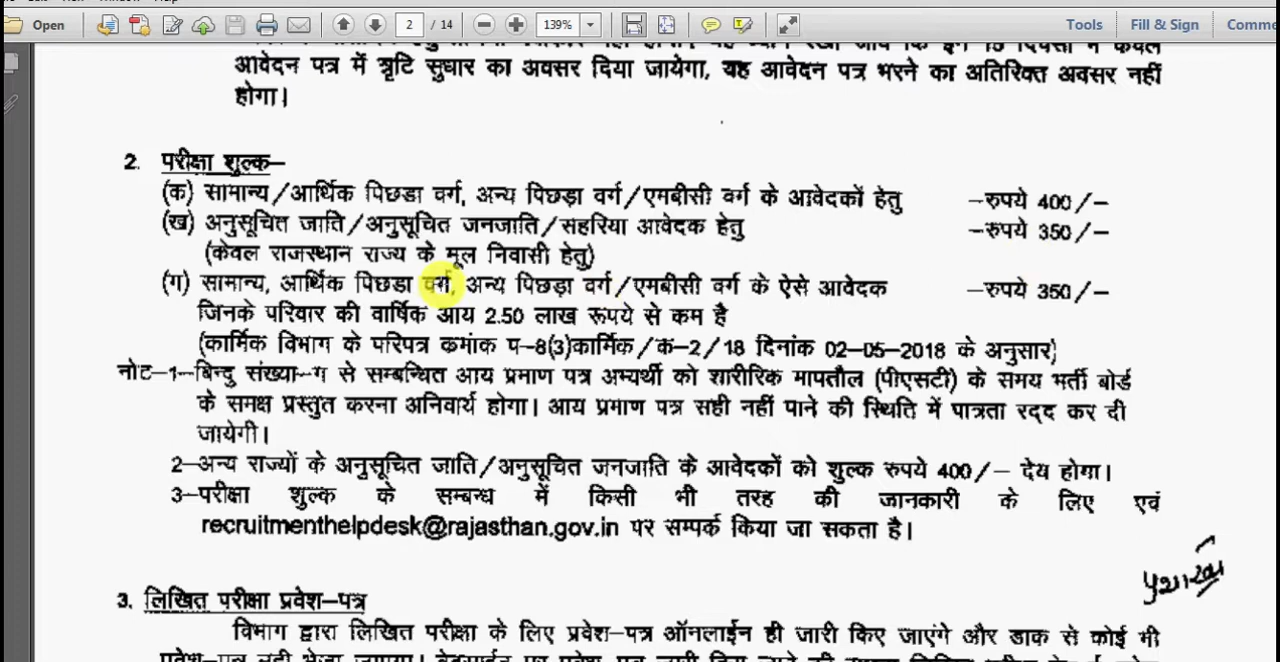 Open
2 / 14
139%
Tools
Fill & Sign
Comme
आवेदन पत्र में त्रृटि सुधार का अवसर दिया जायेगा, यह आवेदन पत्र भरने का अतिरिक्त अवसर नहीं
होगा।
2. परीक्षा शुल्क–
(क) सामान्य/आर्थिक पिछडा वर्ग, अन्य पिछड़ा वर्ग/एमबीसी वर्ग के आवेदकों हेतु –रुपये 400/–
(ख) अनुसूचित जाति/अनुसूचित जनजाति/सहरिया आवेदक हेतु –रुपये 350/–
(केवल राजस्थान राज्य के मूल निवासी हेतु)
(ग) सामान्य, आर्थिक पिछडा वर्ग, अन्य पिछड़ा वर्ग/एमबीसी वर्ग के ऐसे आवेदक –रुपये 350/–
जिनके परिवार की वार्षिक आय 2.50 लाख रूपये से कम है
(कार्मिक विभाग के परिपत्र कमांक प–8(3)कार्मिक/क–2/18 दिनांक 02–05–2018 के अनुसार)
नोट–1–बिन्दु संख्या–ग से सम्बन्धित आय प्रमाण पत्र अभ्यर्थी को शारीरिक मापतौल (पीएसटी) के समय भर्ती बोर्ड
के समक्ष प्रस्तुत करना अनिवार्य होगा। आय प्रमाण पत्र सही नहीं पाने की स्थिति में पात्रता रद्द कर दी
जायेगी।
2–अन्य राज्यों के अनुसूचित जाति/अनुसूचित जनजाति के आवेदकों को शुल्क रुपये 400/– देय होगा।
3–परीक्षा शुल्क के सम्बन्ध में किसी भी तरह की जानकारी के लिए एवं
recruitmenthelpdesk@rajasthan.gov.in पर सम्पर्क किया जा सकता है।
3. लिखित परीक्षा प्रवेश–पत्र
विभाग द्वारा लिखित परीक्षा के लिए प्रवेश–पत्र ऑनलाईन ही जारी किए जाएंगे और डाक से कोई भी